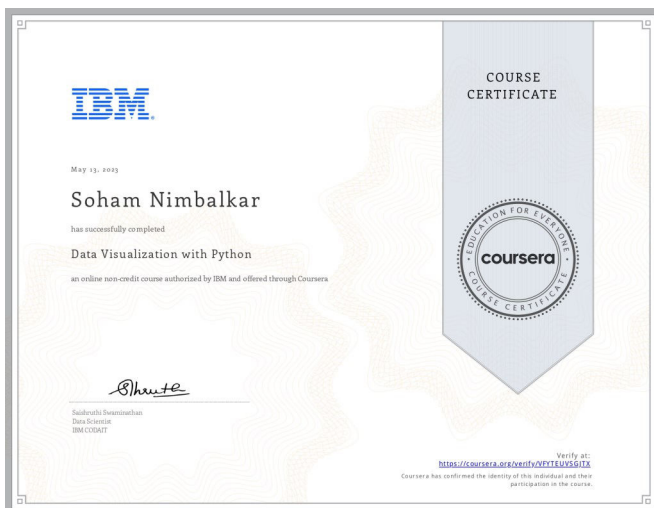 IBM®
COURSE
CERTIFICATE
May 13, 2023
Soham Nimbalkar
has successfully completed
Data Visualization with Python
an online non-credit course authorized by IBM and offered through Coursera
EDUCATION FOR EVERYONE
coursera
COURSE CERTIFICATE
Saishruthi Swaminathan
Data Scientist
IBM CODAIT
Verify at:
https://coursera.org/verify/VFYTEUVSGJTX
Coursera has confirmed the identity of this individual and their
participation in the course.